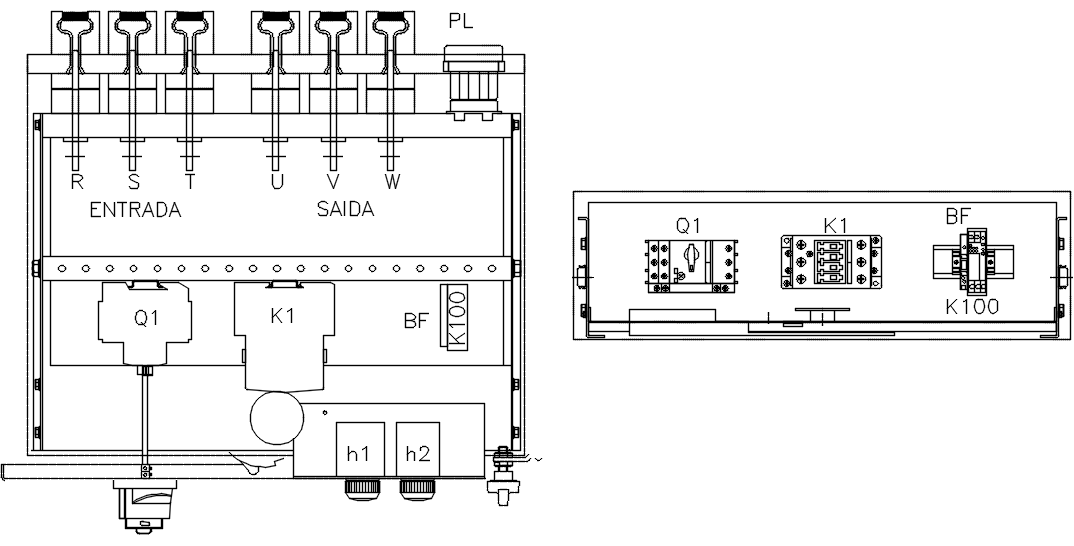 PL
R S T U V W
ENTRADA SAIDA
Q1 K1 BF K100
h1 h2
Q1 K1 BF
K100